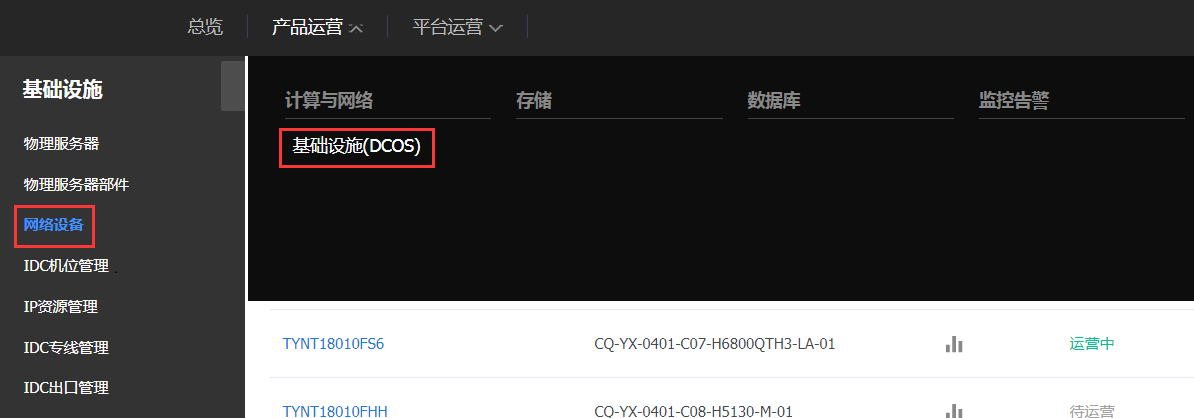 总览 产品运营 平台运营
基础设施
物理服务器
物理服务器部件
网络设备
IDC机位管理
IP资源管理
IDC专线管理
IDC出口管理
计算与网络 存储 数据库 监控告警
基础设施(DCOS)
TYNT18010FS6 CQ-YX-0401-C07-H6800QTH3-LA-01 运营中
TYNT18010FHH CQ-YX-0401-C08-H5130-M-01 待运营